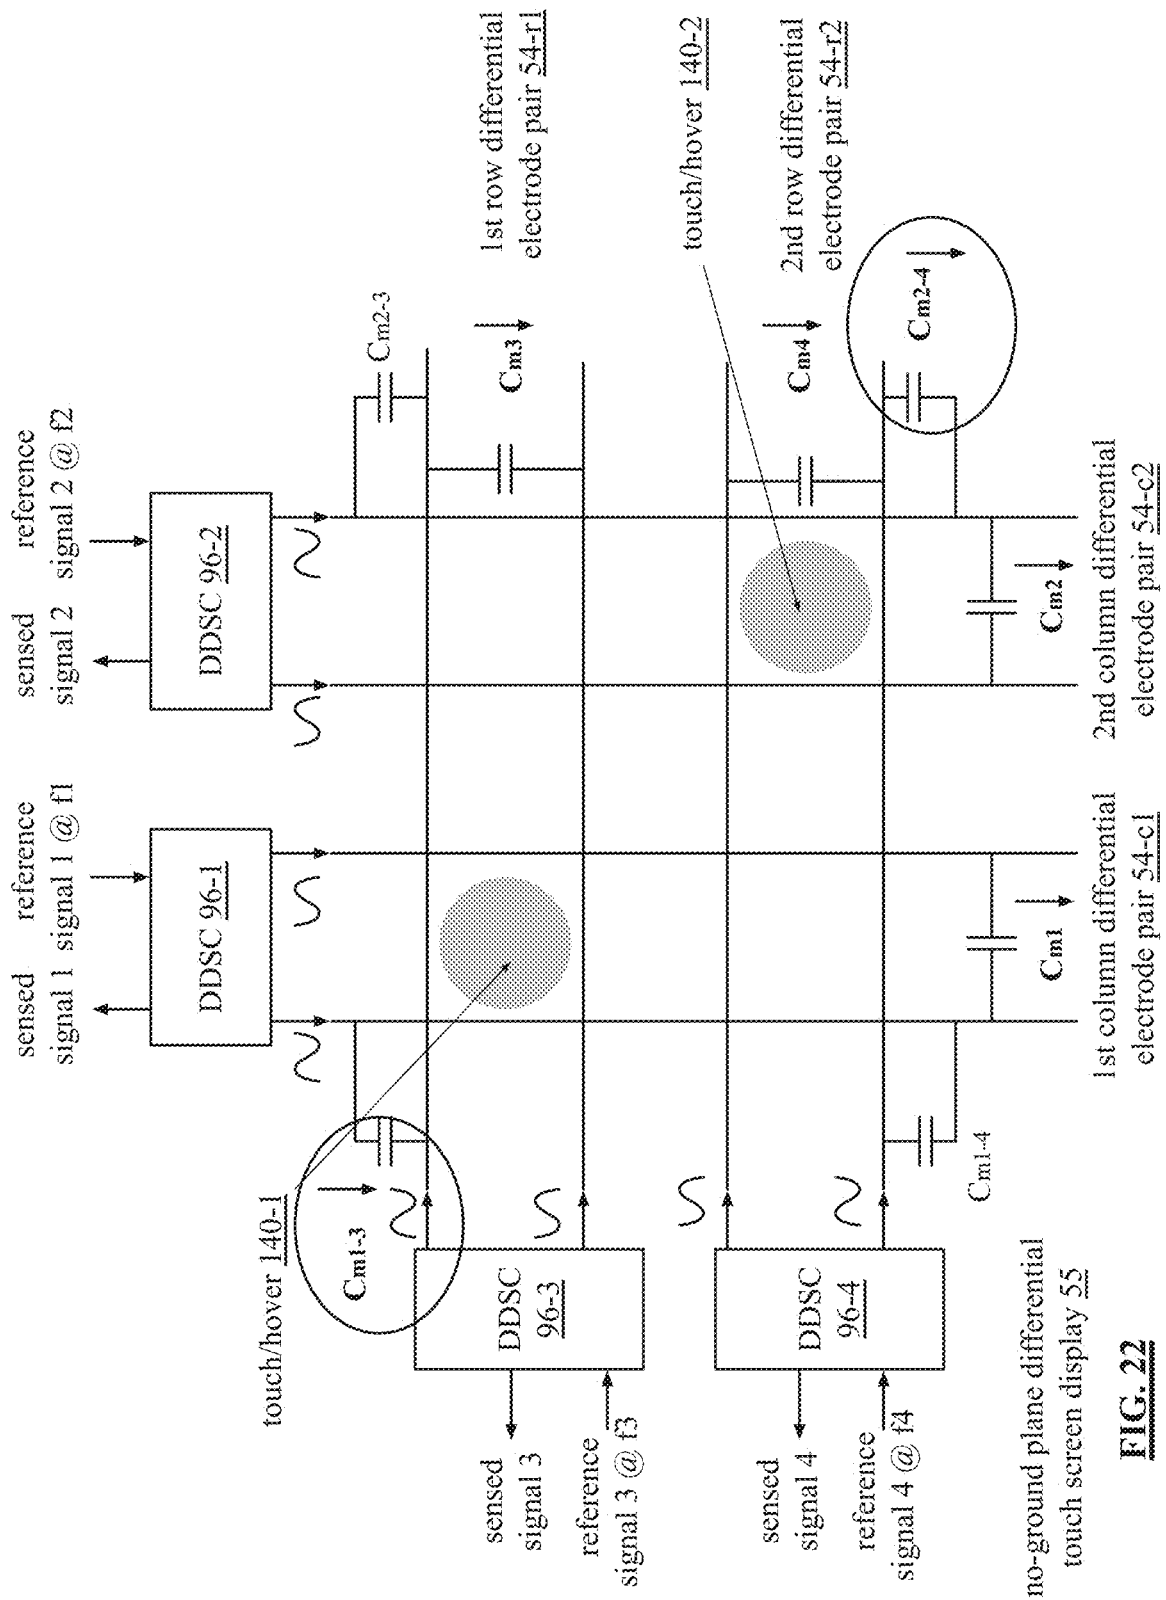 sensed
signal 1
reference
signal 1 @ f1
sensed
signal 2
reference
signal 2 @ f2
DDSC 96-1
DDSC 96-2
touch/hover 140-1
Cm1-3
Cm2-3
1st row differential
electrode pair 54-r1
Cm3
DDSC
96-3
sensed
signal 3
reference
signal 3 @ f3
touch/hover 140-2
2nd row differential
electrode pair 54-r2
Cm4
Cm2-4
DDSC
96-4
sensed
signal 4
reference
signal 4 @ f4
Cm1-4
Cm1
Cm2
1st column differential
electrode pair 54-c1
2nd column differential
electrode pair 54-c2
no-ground plane differential
touch screen display 55
FIG. 22